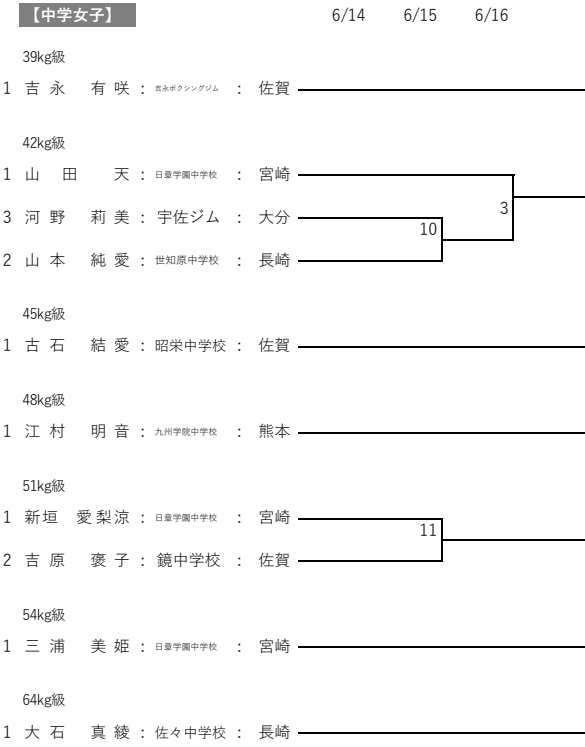 【中学女子】 6/14 6/15 6/16
39kg級
1 吉永 有咲 : 吉永ボクシングジム : 佐賀
42kg級
1 山田 天 : 日章学園中学校 : 宮崎
3
3 河野 莉美 : 宇佐ジム : 大分
10
2 山本 純愛 : 世知原中学校 : 長崎
45kg級
1 古石 結愛 : 昭栄中学校 : 佐賀
48kg級
1 江村 明音 : 九州学院中学校 : 熊本
51kg級
1 新垣 愛梨涼 : 日章学園中学校 : 宮崎
11
2 吉原 褒子 : 鏡中学校 : 佐賀
54kg級
1 三浦 美姫 : 日章学園中学校 : 宮崎
64kg級
1 大石 真綾 : 佐々中学校 : 長崎